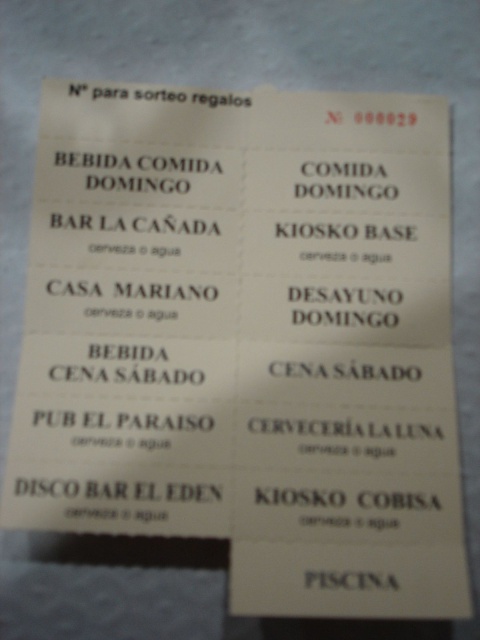 Nº para sorteo regalos
№ 000029
BEBIDA COMIDA
DOMINGO
COMIDA
DOMINGO
BAR LA CAÑADA
cerveza o agua
KIOSKO BASE
cerveza o agua
CASA MARIANO
cerveza o agua
DESAYUNO
DOMINGO
BEBIDA
CENA SÁBADO
CENA SÁBADO
PUB EL PARAISO
cerveza o agua
CERVECERÍA LA LUNA
cerveza o agua
DISCO BAR EL EDEN
cerveza o agua
KIOSKO COBISA
cerveza o agua
PISCINA